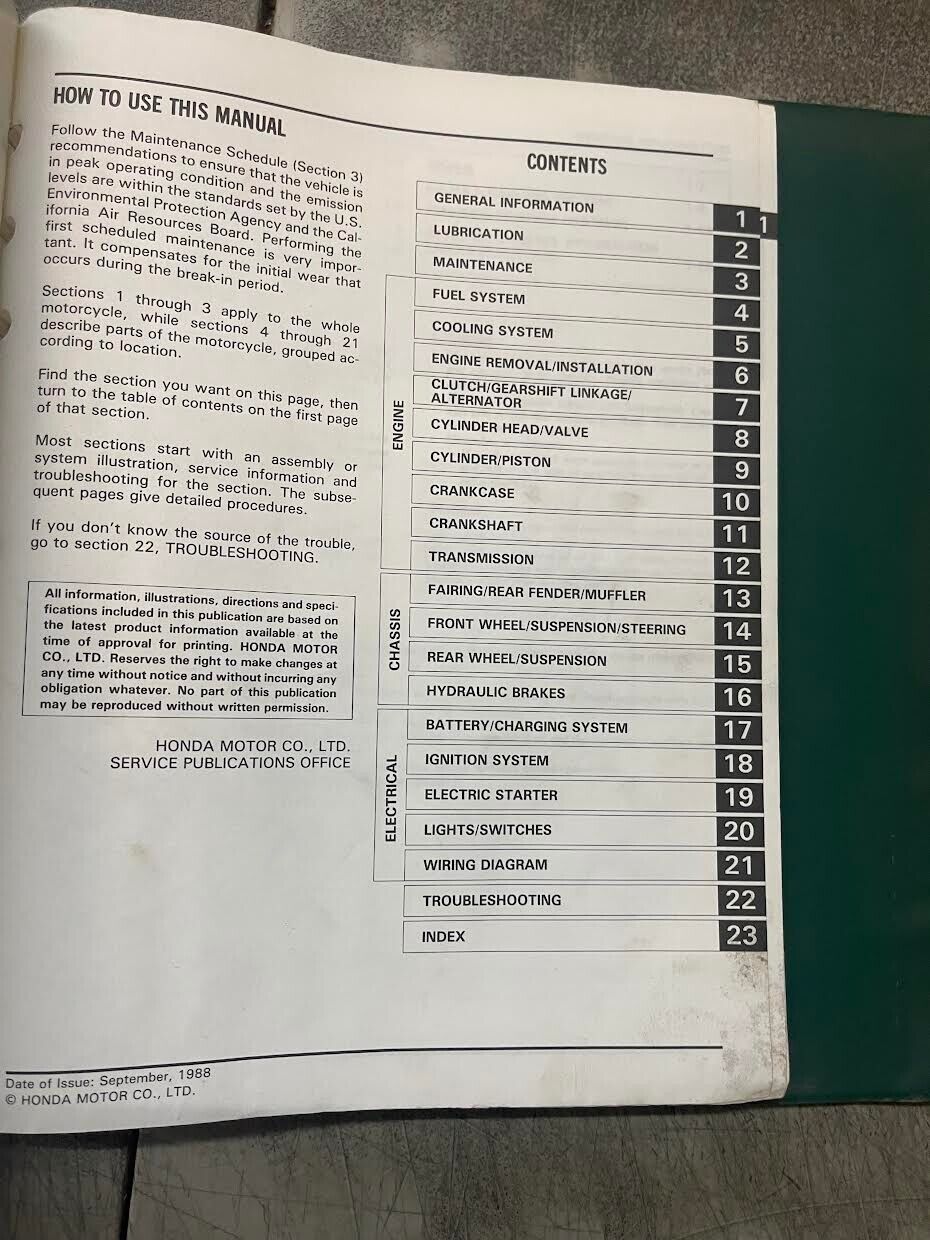 HOW TO USE THIS MANUAL
Follow the Maintenance Schedule (Section 3)
recommendations to ensure that the vehicle is
in peak operating condition and the emission
levels are within the standards set by the U.S.
Environmental Protection Agency and the Cal-
ifornia Air Resources Board. Performing the
first scheduled maintenance is very impor-
tant. It compensates for the initial wear that
occurs during the break-in period.
Sections 1 through 3 apply to the whole
motorcycle, while sections 4 through 21
describe parts of the motorcycle, grouped ac-
cording to location.
Find the section you want on this page, then
turn to the table of contents on the first page
of that section.
Most sections start with an assembly or
system illustration, service information and
troubleshooting for the section. The subse-
quent pages give detailed procedures.
If you don't know the source of the trouble,
go to section 22, TROUBLESHOOTING.
All information, illustrations, directions and speci-
fications included in this publication are based on
the latest product information available at the
time of approval for printing. HONDA MOTOR
CO., LTD. Reserves the right to make changes at
any time without notice and without incurring any
obligation whatever. No part of this publication
may be reproduced without written permission.
HONDA MOTOR CO., LTD.
SERVICE PUBLICATIONS OFFICE
CONTENTS
GENERAL INFORMATION 1 1
LUBRICATION 2
MAINTENANCE 3
ENGINE
FUEL SYSTEM 4
COOLING SYSTEM 5
ENGINE REMOVAL/INSTALLATION 6
CLUTCH/GEARSHIFT LINKAGE/
ALTERNATOR 7
CYLINDER HEAD/VALVE 8
CYLINDER/PISTON 9
CRANKCASE 10
CRANKSHAFT 11
TRANSMISSION 12
CHASSIS
FAIRING/REAR FENDER/MUFFLER 13
FRONT WHEEL/SUSPENSION/STEERING 14
REAR WHEEL/SUSPENSION 15
HYDRAULIC BRAKES 16
ELECTRICAL
BATTERY/CHARGING SYSTEM 17
IGNITION SYSTEM 18
ELECTRIC STARTER 19
LIGHTS/SWITCHES 20
WIRING DIAGRAM 21
TROUBLESHOOTING 22
INDEX 23
Date of Issue: September, 1988
© HONDA MOTOR CO., LTD.